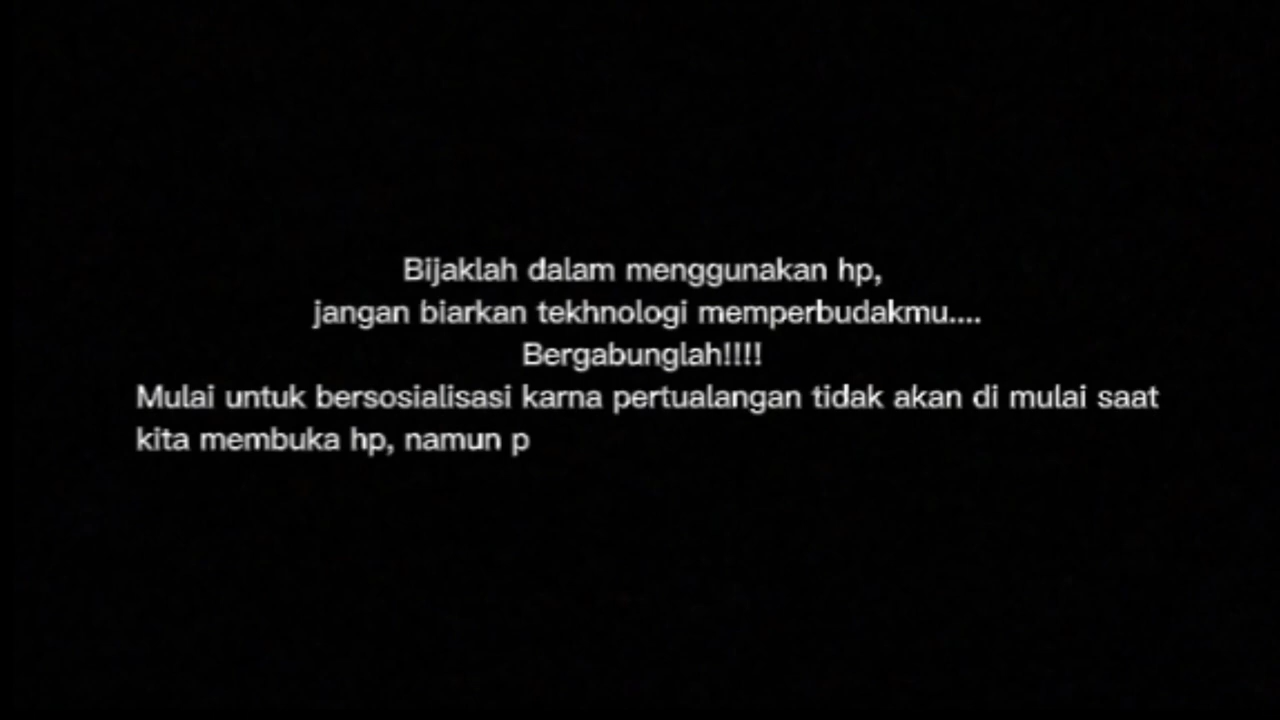 Bijaklah dalam menggunakan hp,
jangan biarkan tekhnologi memperbudakmu....
Bergabunglah!!!!
Mulai untuk bersosialisasi karna pertualangan tidak akan di mulai saat
kita membuka hp, namun p